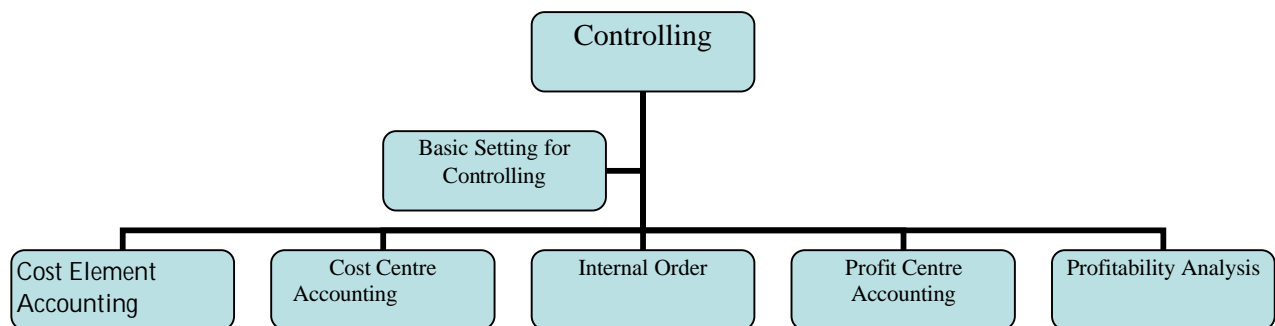 Controlling
Basic Setting for
Controlling
Cost Element
Accounting
Cost Centre
Accounting
Internal Order
Profit Centre
Accounting
Profitability Analysis